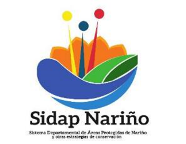 Sidap Nariño
Sistema Departamental de Áreas Protegidas de Nariño
y otras estrategias de conservación